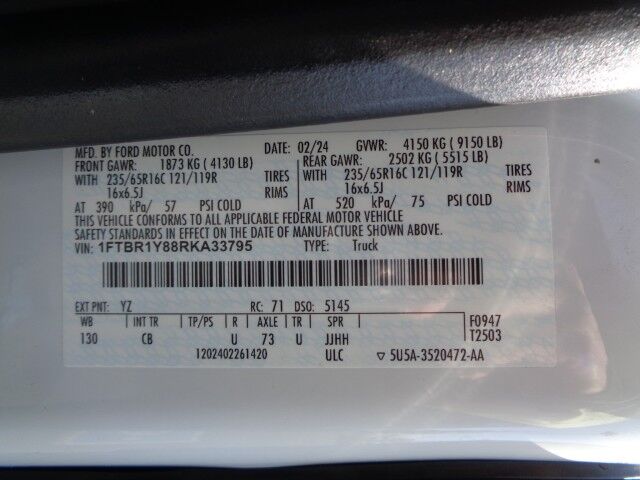 MFD. BY FORD MOTOR CO. DATE: 02/24 GVWR: 4150 KG ( 9150 LB)
FRONT GAWR: 1873 KG ( 4130 LB) REAR GAWR: 2502 KG ( 5515 LB)
WITH 235/65R16C 121/119R TIRES WITH 235/65R16C 121/119R TIRES
16x6.5J RIMS 16x6.5J RIMS
AT 390 kPa/ 57 PSI COLD AT 520 kPa/ 75 PSI COLD
THIS VEHICLE CONFORMS TO ALL APPLICABLE FEDERAL MOTOR VEHICLE
SAFETY STANDARDS IN EFFECT ON THE DATE OF MANUFACTURE SHOWN ABOVE.
VIN: 1FTBR1Y88RKA33795 TYPE: Truck
EXT PNT: YZ RC: 71 DSO: 5145
WB INT TR TP/PS R AXLE TR SPR F0947
130 CB U 73 U JJHH T2503
1202402261420 ULC ▽ 5U5A-3520472-AA